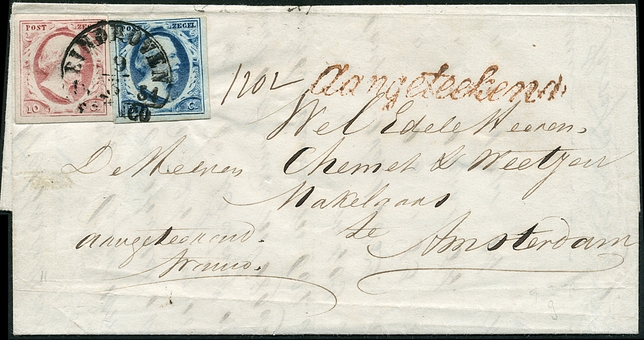 POST ZEGEL
10
POST ZEGEL
5 C.
EINDHOVEN
FRANCO
1202
Aangeteekend.
Wel Edele Heeren
De Heeren Chemet & Weetjen
Makelaars
te Amsterdam
aangeteekend.
franco.